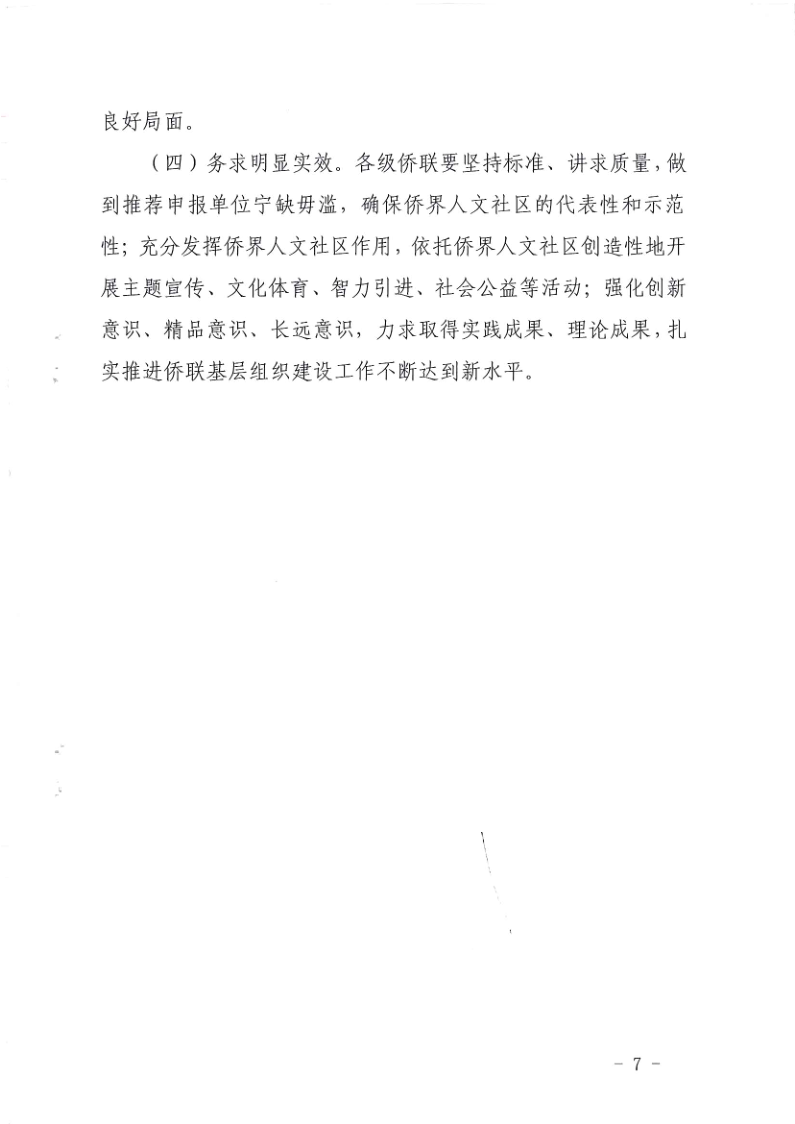 良好局面。
（四）务求明显实效。各级侨联要坚持标准、讲求质量，做
到推荐申报单位宁缺毋滥，确保侨界人文社区的代表性和示范
性；充分发挥侨界人文社区作用，依托侨界人文社区创造性地开
展主题宣传、文化体育、智力引进、社会公益等活动；强化创新
意识、精品意识、长远意识，力求取得实践成果、理论成果，扎
实推进侨联基层组织建设工作不断达到新水平。
- 7 -